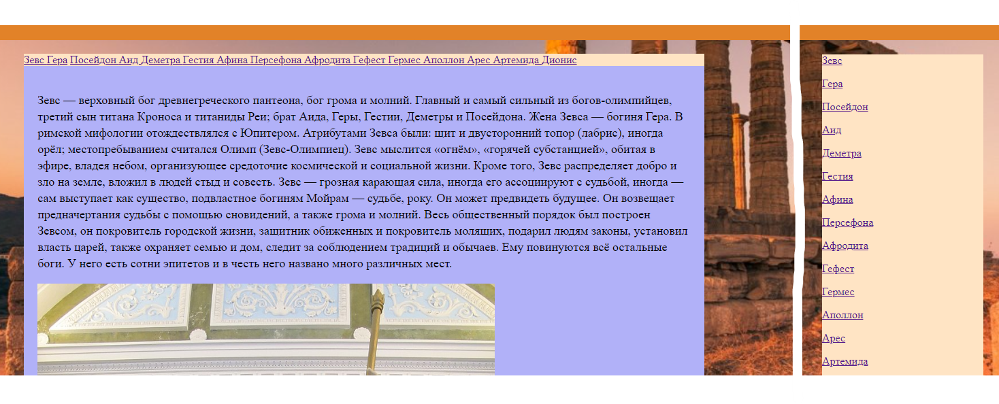 Зевс Гера Посейдон Аид Деметра Гестия Афина Персефона Афродита Гефест Гермес Аполлон Арес Артемида Дионис
Зевс — верховный бог древнегреческого пантеона, бог грома и молний. Главный и самый сильный из богов-олимпийцев,
третий сын титана Кроноса и титаниды Реи; брат Аида, Геры, Гестии, Деметры и Посейдона. Жена Зевса — богиня Гера. В
римской мифологии отождествлялся с Юпитером. Атрибутами Зевса были: щит и двусторонний топор (лабрис), иногда
орёл; местопребыванием считался Олимп (Зевс-Олимпиец). Зевс мыслится «огнём», «горячей субстанцией», обитая в
эфире, владея небом, организующее средоточие космической и социальной жизни. Кроме того, Зевс распределяет добро и
зло на земле, вложил в людей стыд и совесть. Зевс — грозная карающая сила, иногда его ассоциируют с судьбой, иногда —
сам выступает как существо, подвластное богиням Мойрам — судьбе, року. Он может предвидеть будущее. Он возвещает
предначертания судьбы с помощью сновидений, а также грома и молний. Весь общественный порядок был построен
Зевсом, он покровитель городской жизни, защитник обиженных и покровитель молящих, подарил людям законы, установил
власть царей, также охраняет семью и дом, следит за соблюдением традиций и обычаев. Ему повинуются всё остальные
боги. У него есть сотни эпитетов и в честь него названо много различных мест.
Зевс
Гера
Посейдон
Аид
Деметра
Гестия
Афина
Персефона
Афродита
Гефест
Гермес
Аполлон
Арес
Артемида